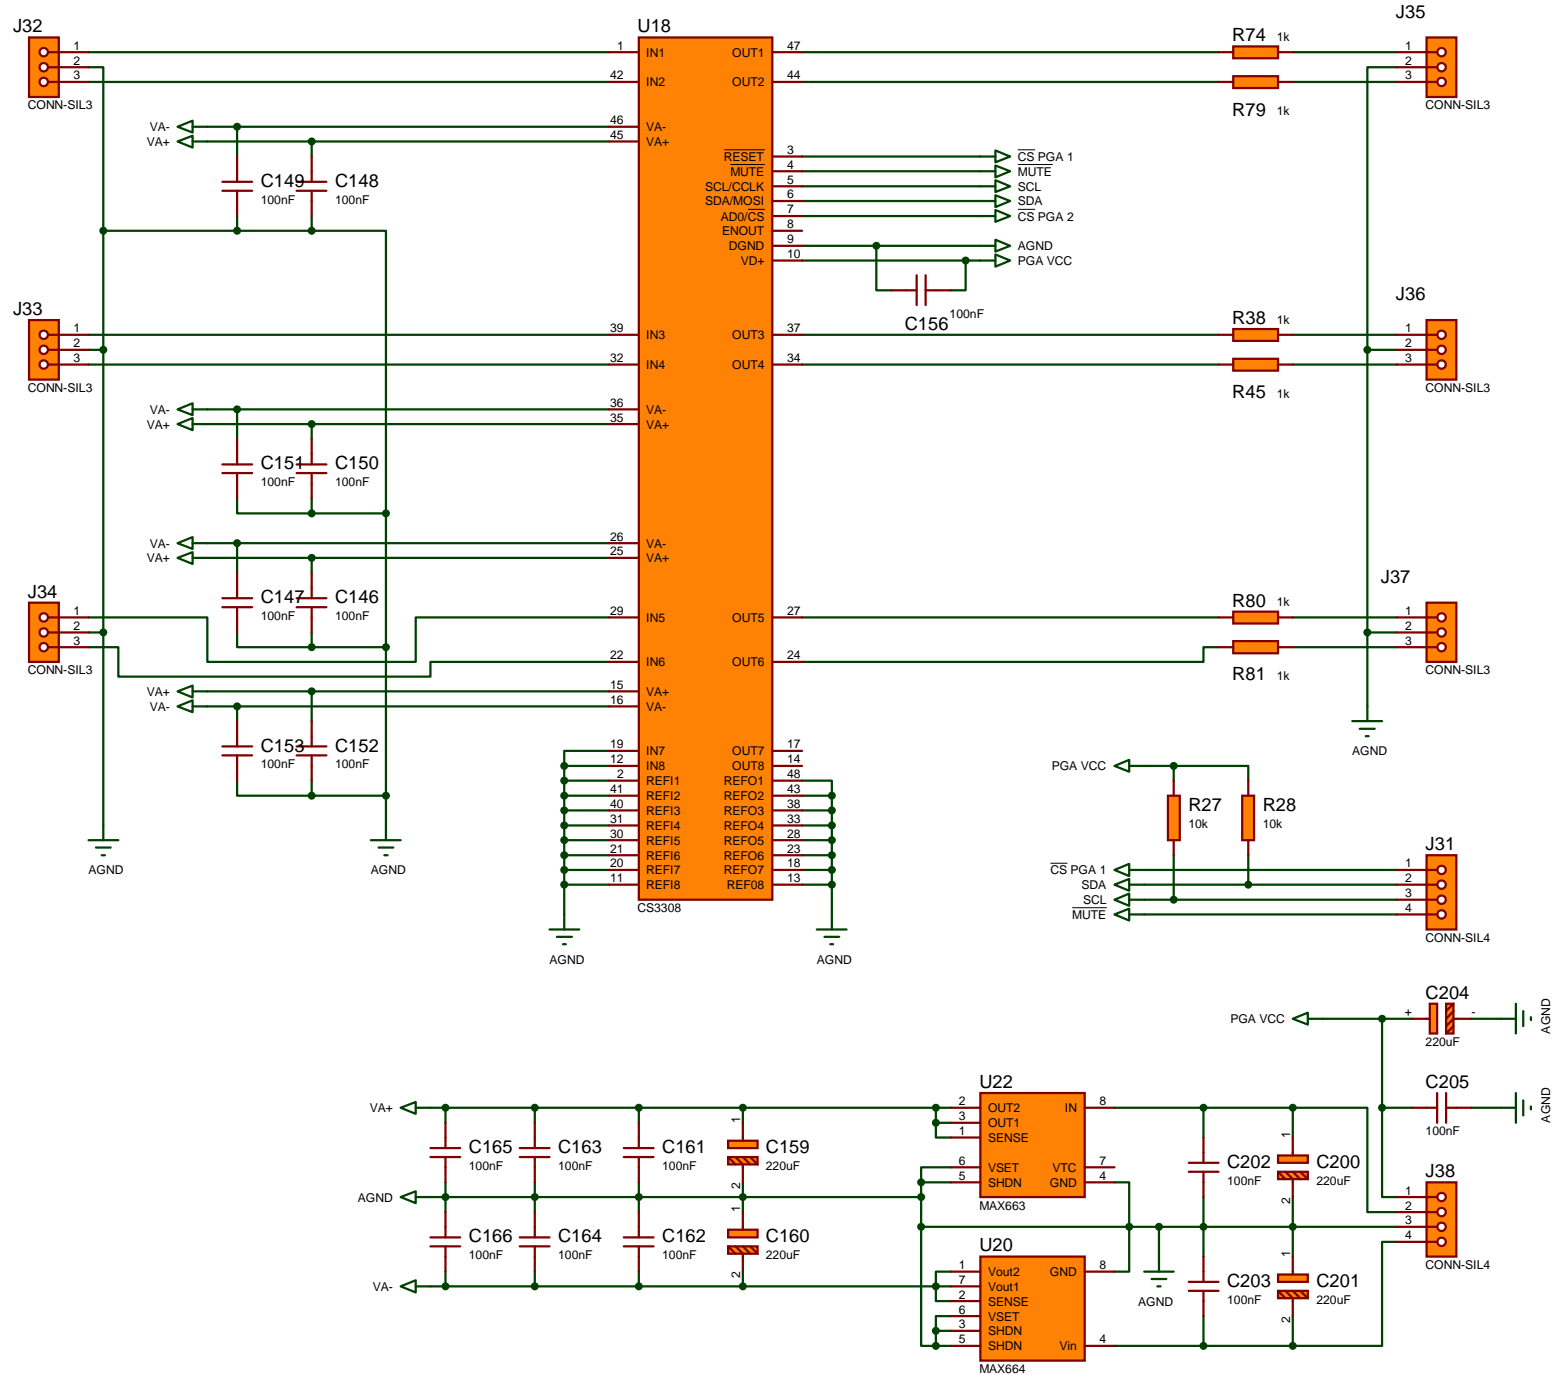 J32
1
2
3
CONN-SIL3
VA-
VA+
C149
100nF
C148
100nF
J33
1
2
3
CONN-SIL3
VA-
VA+
C151
100nF
C150
100nF
VA-
VA+
C147
100nF
C146
100nF
J34
1
2
3
CONN-SIL3
VA+
VA-
C153
100nF
C152
100nF
AGND
AGND
U18
1 IN1
42 IN2
46 VA-
45 VA+
39 IN3
32 IN4
36 VA-
35 VA+
26 VA-
25 VA+
29 IN5
22 IN6
15 VA+
16 VA-
19 IN7
12 IN8
2 REFI1
41 REFI2
40 REFI3
31 REFI4
30 REFI5
21 REFI6
20 REFI7
11 REFI8
CS3308
AGND
OUT1 47
OUT2 44
RESET 3
MUTE 4
SCL/CCLK 5
SDA/MOSI 6
AD0/CS 7
ENOUT 8
DGND 9
VD+ 10
OUT3 37
OUT4 34
OUT5 27
OUT6 24
OUT7 17
OUT8 14
REFO1 48
REFO2 43
REFO3 38
REFO4 33
REFO5 28
REFO6 23
REFO7 18
REF08 13
AGND
CS PGA 1
MUTE
SCL
SDA
CS PGA 2
AGND
PGA VCC
C156
100nF
R74 1k
R79 1k
J35
1
2
3
CONN-SIL3
R38 1k
R45 1k
J36
1
2
3
CONN-SIL3
R80 1k
R81 1k
J37
1
2
3
CONN-SIL3
AGND
PGA VCC
R27
10k
R28
10k
CS PGA 1
SDA
SCL
MUTE
J31
1
2
3
4
CONN-SIL4
PGA VCC
C204
+
-
220uF
AGND
C205
100nF
AGND
VA+
AGND
VA-
C165
100nF
C163
100nF
C161
100nF
1
C159
220uF
2
C166
100nF
C164
100nF
C162
100nF
1
C160
220uF
2
U22
2 OUT2
3 OUT1
1 SENSE
6 VSET
5 SHDN
IN 8
VTC 7
GND 4
MAX663
U20
1 Vout2
7 Vout1
2 SENSE
6 VSET
3 SHDN
5 SHDN
GND 8
Vin 4
MAX664
AGND
C202
100nF
1
C200
220uF
2
C203
100nF
1
C201
220uF
2
J38
1
2
3
4
CONN-SIL4